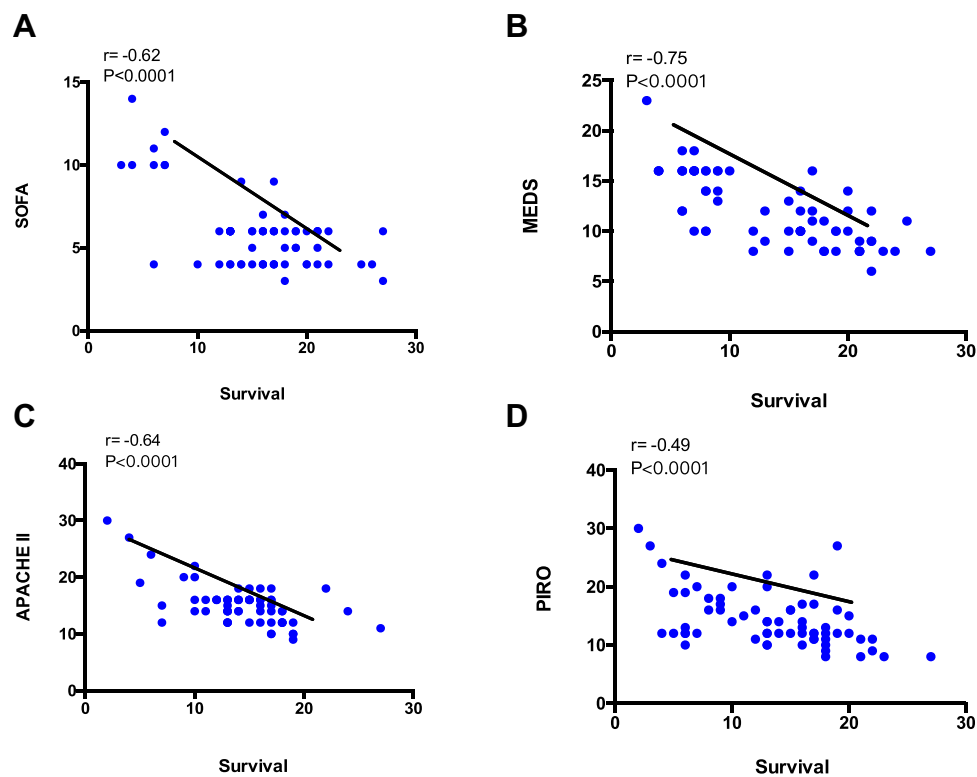 A
r= -0.62
P<0.0001
15
10
5
0
SOFA
0 10 20 30
Survival
B
r= -0.75
P<0.0001
25
20
15
10
5
0
MEDS
0 10 20 30
Survival
C
r= -0.64
P<0.0001
40
30
20
10
0
APACHE II
0 10 20 30
Survival
D
r= -0.49
P<0.0001
40
30
20
10
0
PIRO
0 10 20 30
Survival